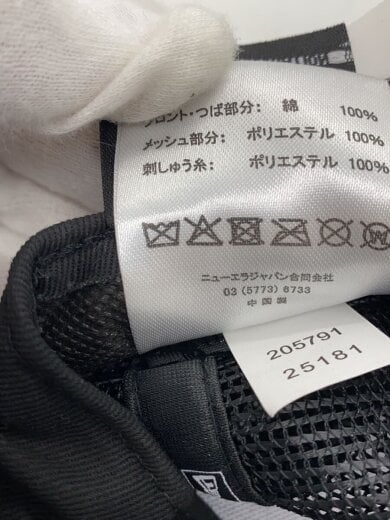 フロント・つば部分: 綿 100%
メッシュ部分: ポリエステル 100%
刺しゅう糸: ポリエステル 100%
ニューエラジャパン合同会社
03 (5773) 6733
中国製
205791
25181